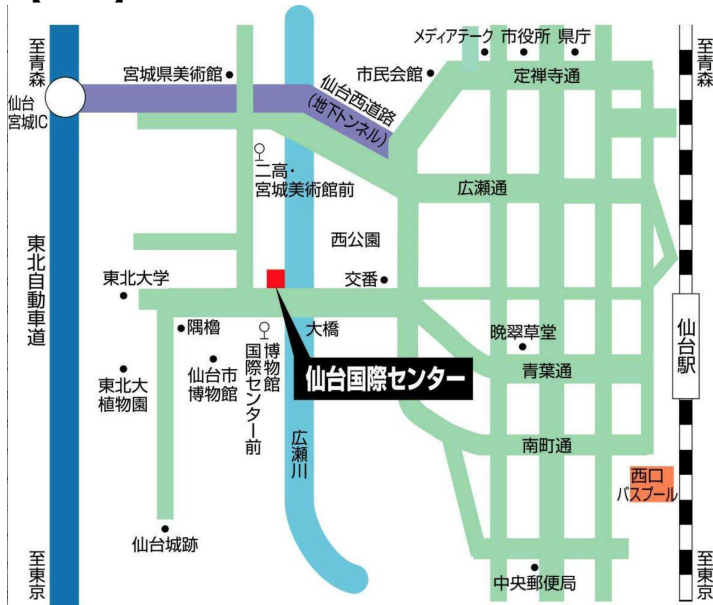 至青森
仙台
宮城IC
東北自動車道
至東京
宮城県美術館
仙台西道路
(地下トンネル)
市民会館
メディアテーク
市役所
県庁
定禅寺通
至青森
二高・
宮城美術館前
広瀬通
西公園
交番
東北大学
隅櫓
大橋
晩翠草堂
仙台駅
東北大
植物園
仙台市
博物館
博物館
国際センター前
仙台国際センター
青葉通
広瀬川
南町通
西口
バスプール
仙台城跡
中央郵便局
至東京